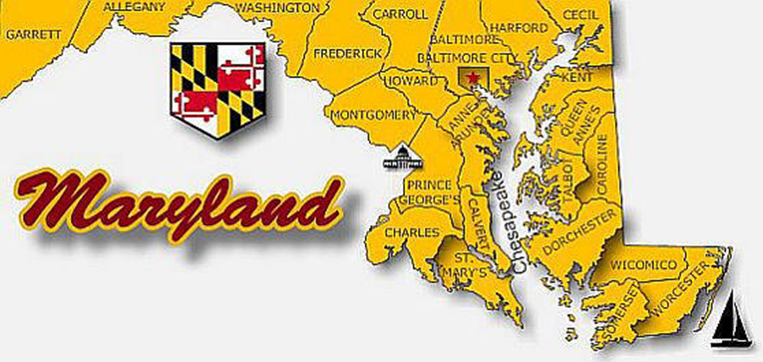 GARRETT
ALLEGANY
WASHINGTON
CARROLL
HARFORD
CECIL
FREDERICK
BALTIMORE
BALTIMORE CITY
HOWARD
KENT
MONTGOMERY
ANNE
ARUNDEL
QUEEN
ANNE'S
TALBOT
CAROLINE
PRINCE
GEORGE'S
CALVERT
Chesapeake
Maryland
CHARLES
DORCHESTER
ST.
MARY'S
WICOMICO
SOMERSET
WORCESTER